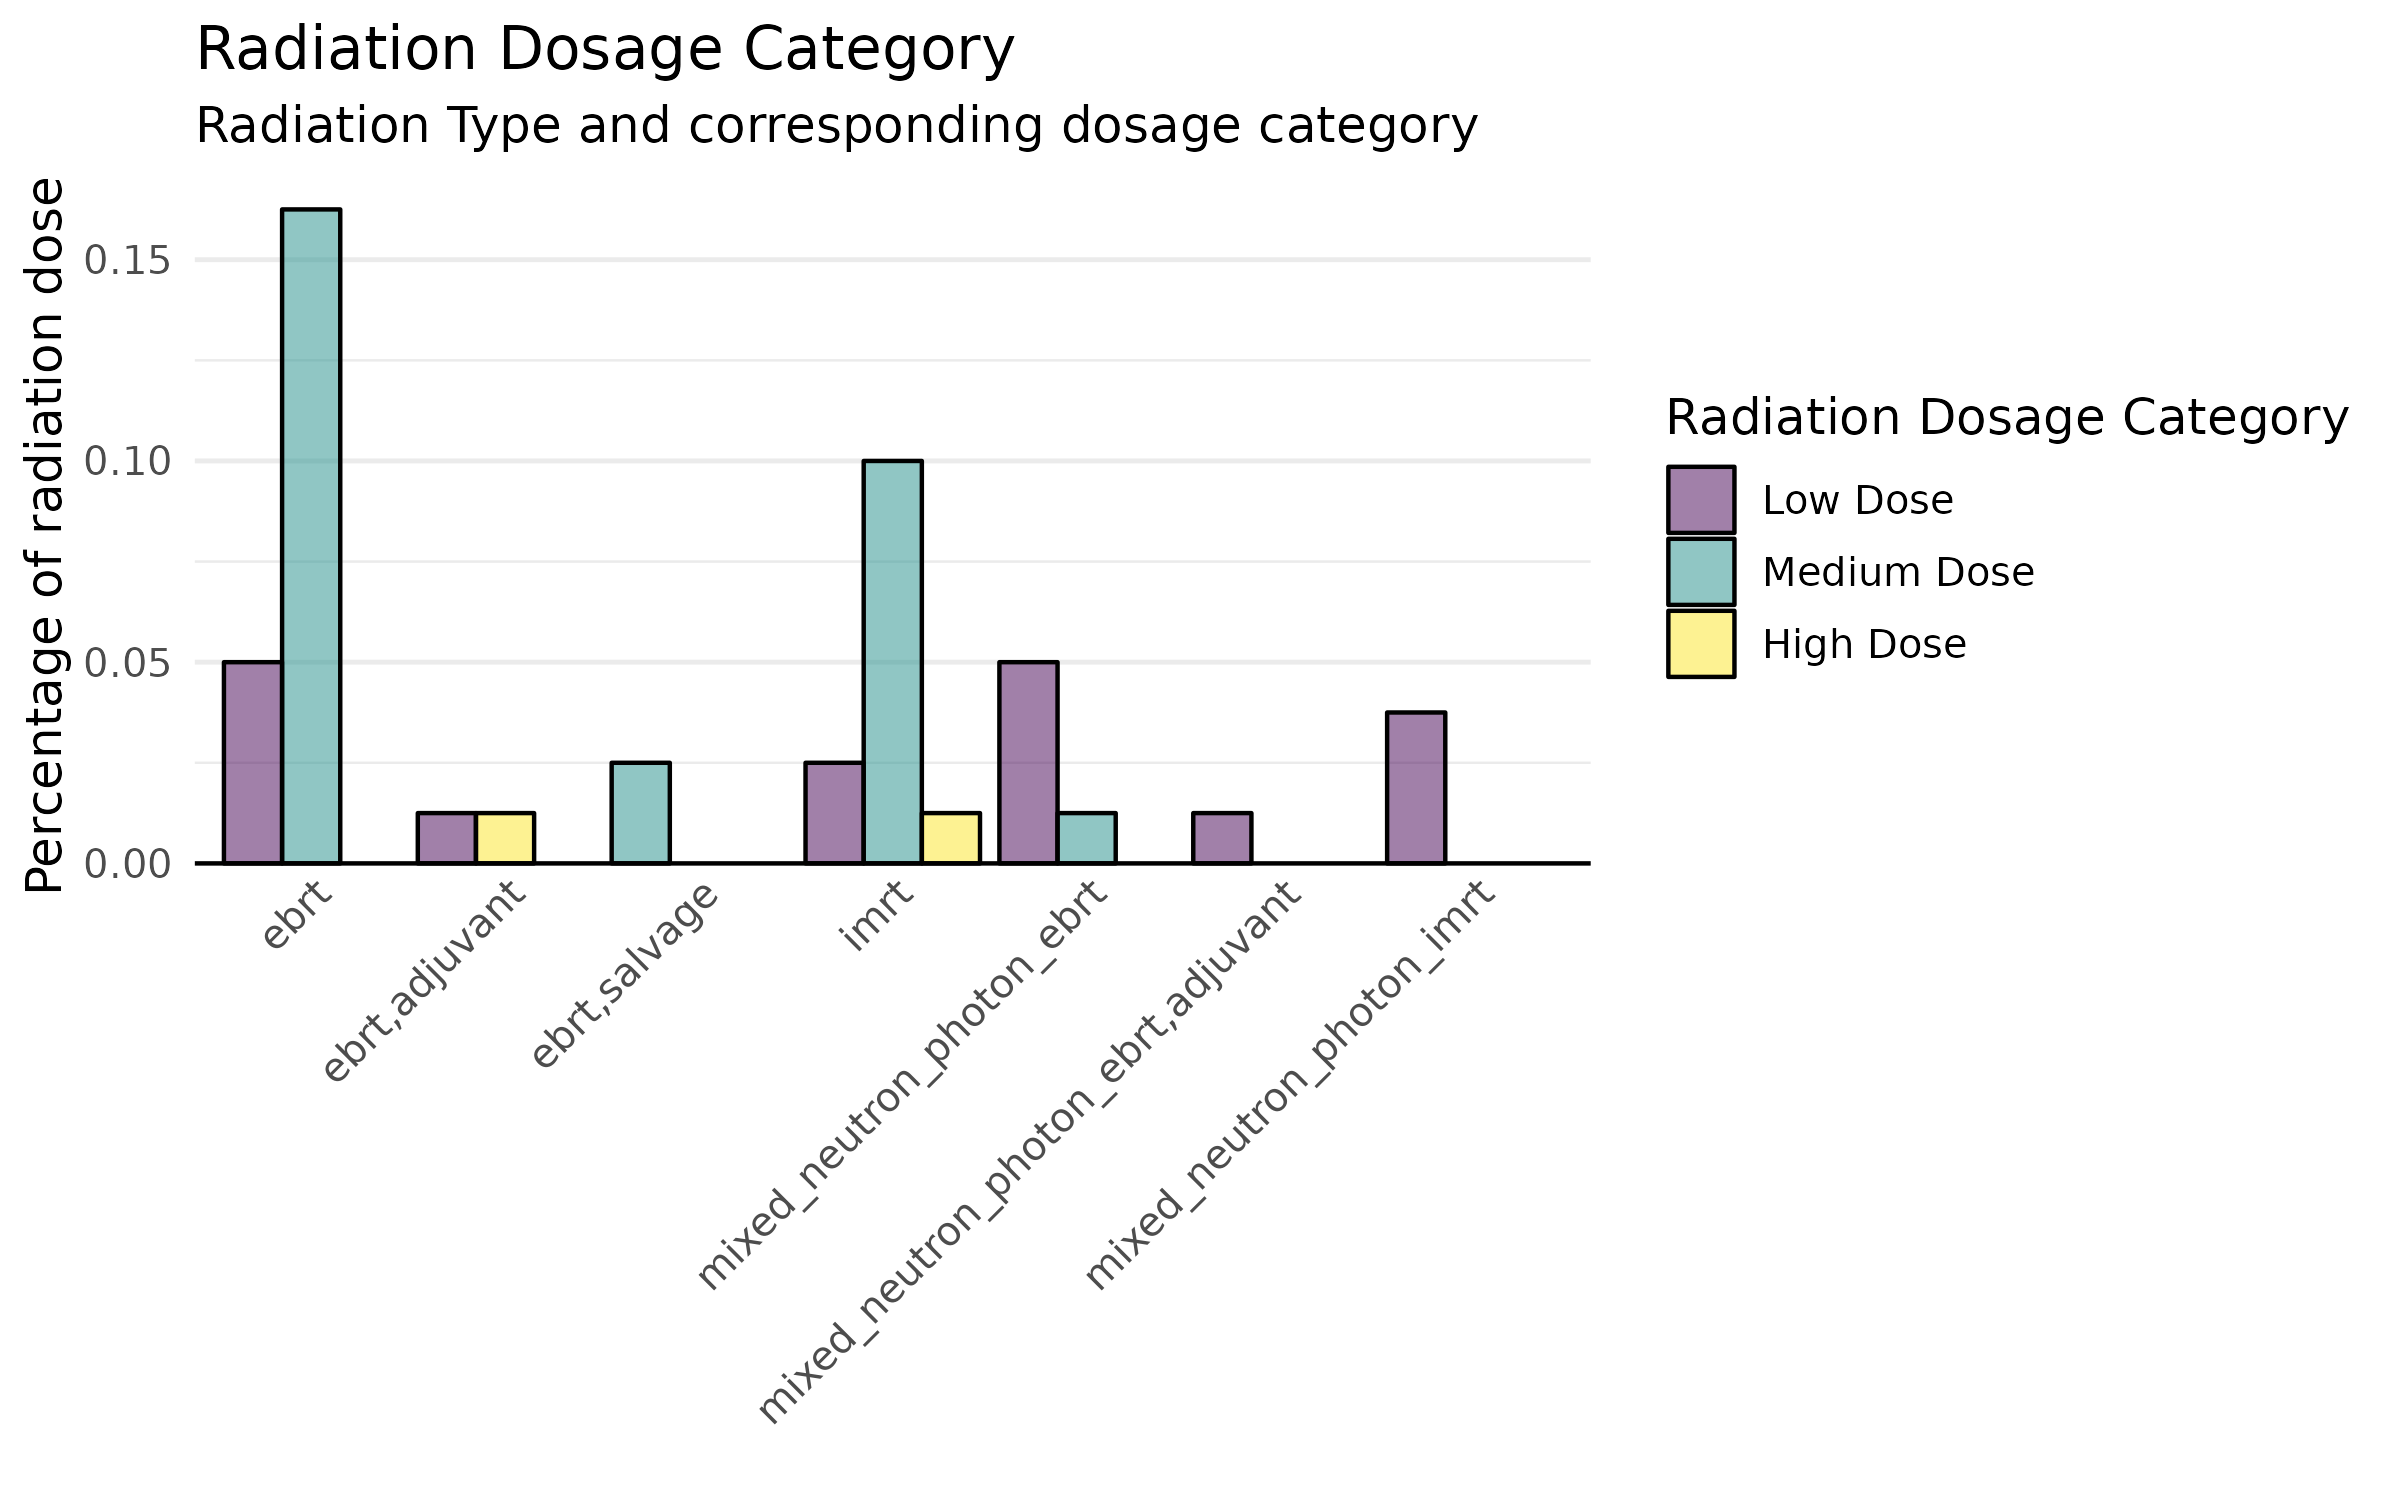 Radiation Dosage Category
Radiation Type and corresponding dosage category
Percentage of radiation dose
0.15
0.10
0.05
0.00
ebrt
ebrt,adjuvant
ebrt,salvage
imrt
mixed_neutron_photon_ebrt
mixed_neutron_photon_ebrt,adjuvant
mixed_neutron_photon_imrt
Radiation Dosage Category
Low Dose
Medium Dose
High Dose